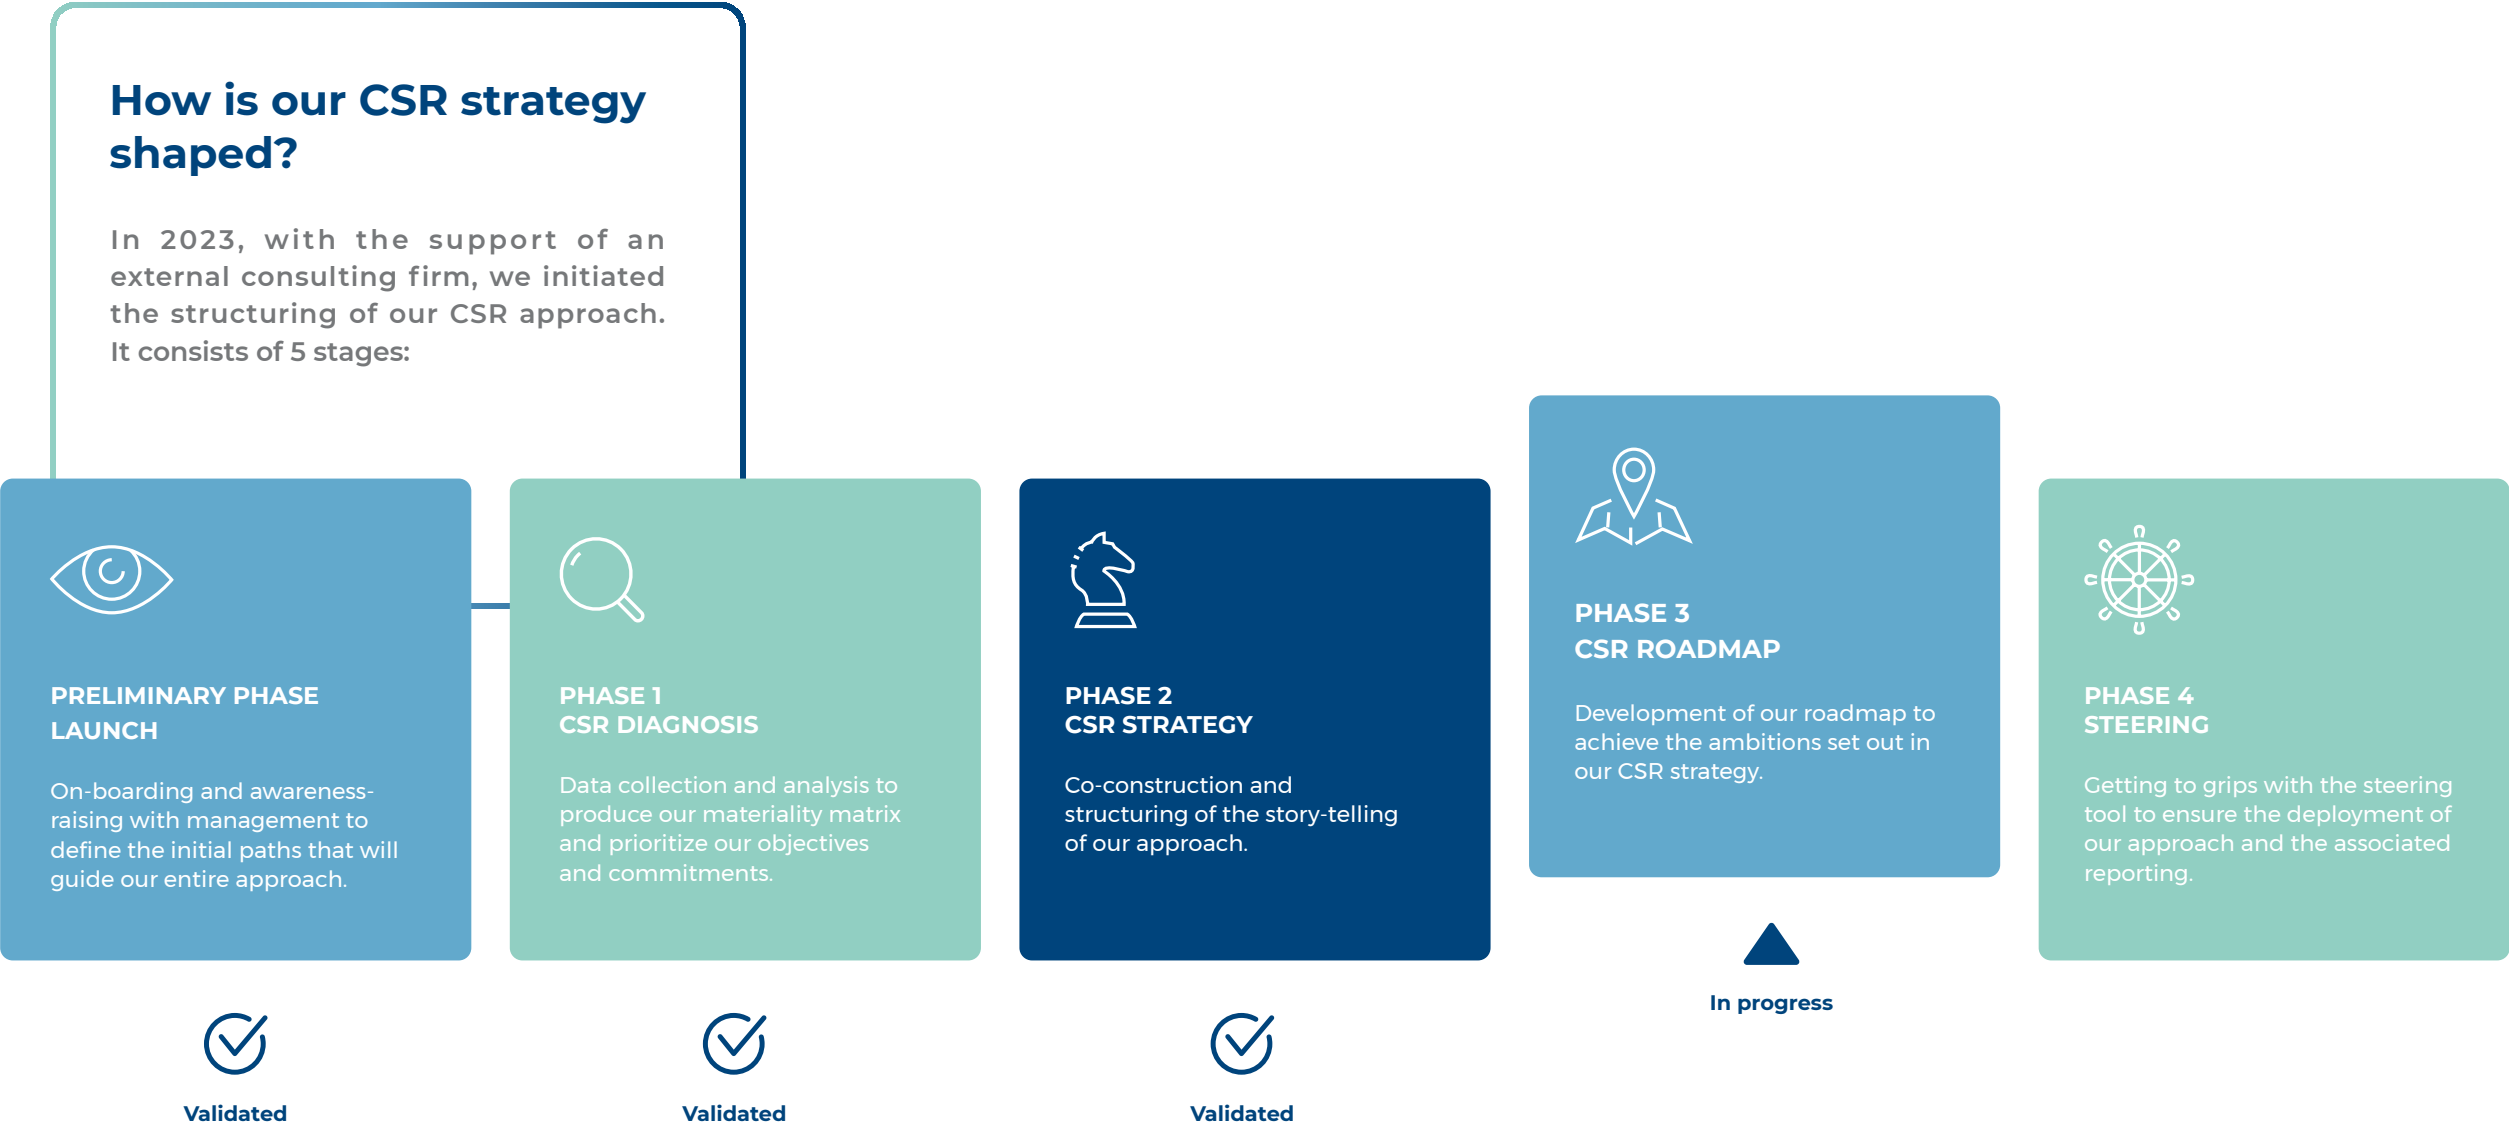 How is our CSR strategy
shaped?
In 2023, with the support of an
external consulting firm, we initiated
the structuring of our CSR approach.
It consists of 5 stages:
PRELIMINARY PHASE
LAUNCH
On-boarding and awareness-
raising with management to
define the initial paths that will
guide our entire approach.
Validated
PHASE 1
CSR DIAGNOSIS
Data collection and analysis to
produce our materiality matrix
and prioritize our objectives
and commitments.
Validated
PHASE 2
CSR STRATEGY
Co-construction and
structuring of the story-telling
of our approach.
Validated
PHASE 3
CSR ROADMAP
Development of our roadmap to
achieve the ambitions set out in
our CSR strategy.
In progress
PHASE 4
STEERING
Getting to grips with the steering
tool to ensure the deployment of
our approach and the associated
reporting.